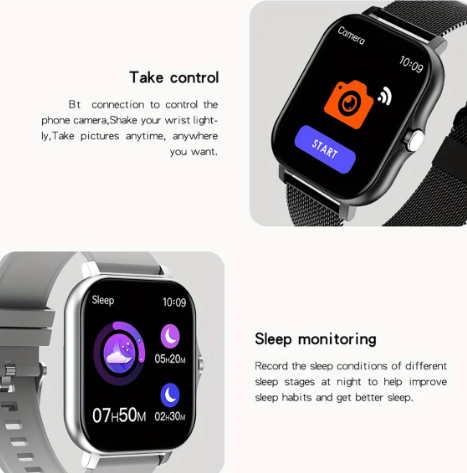 Take control
Bt connection to control the
phone camera,Shake your wrist light-
ly,Take pictures anytime, anywhere
you want.
Camera
10:09
START
Sleep
10:09
05H20M
07H50M
02H30M
Sleep monitoring
Record the sleep conditions of different
sleep stages at night to help improve
sleep habits and get better sleep.